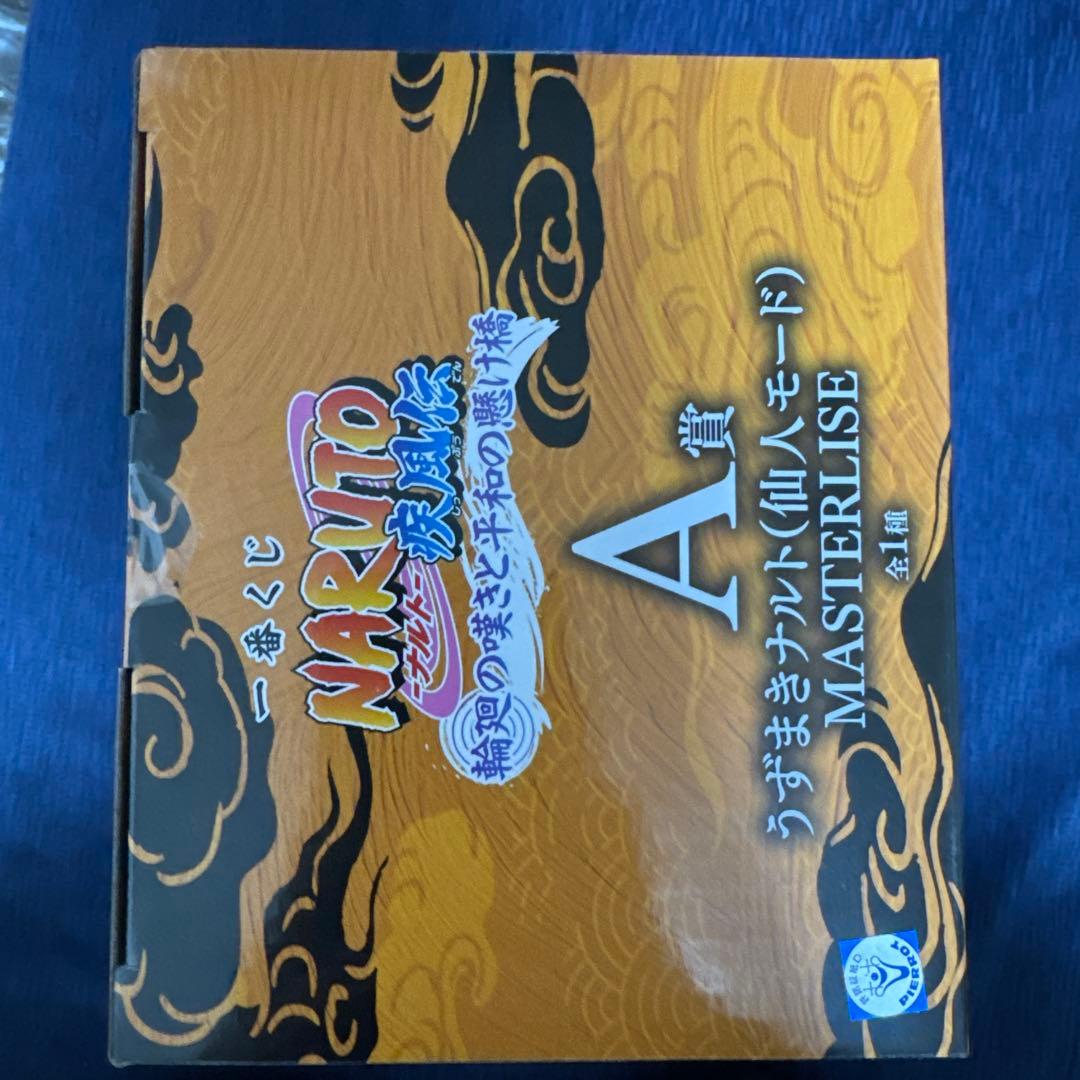 一番くじ
NARUTO
-ナルト-
疾風伝
しっぷうでん
輪廻の嘆きと平和の懸け橋
A賞
うずまきナルト(仙人モード)
MASTERLISE
全1種
PIERROT